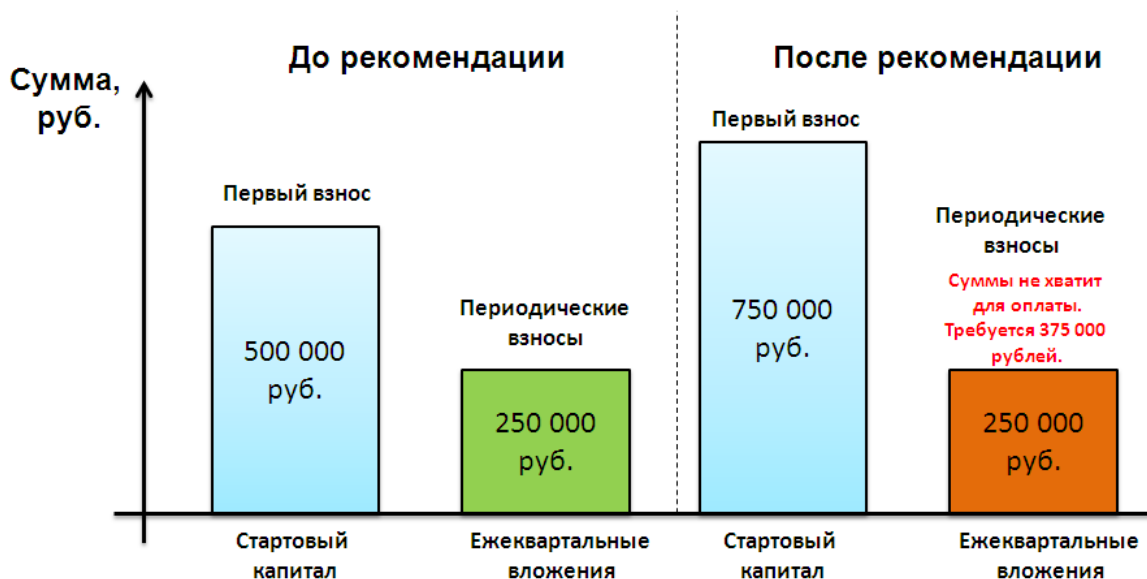 До рекомендации
После рекомендации
Сумма,
руб.
Первый взнос
500 000
руб.
Периодические
взносы
250 000
руб.
Первый взнос
750 000
руб.
Периодические
взносы
Суммы не хватит
для оплаты.
Требуется 375 000
рублей.
250 000
руб.
Стартовый
капитал
Ежеквартальные
вложения
Стартовый
капитал
Ежеквартальные
вложения